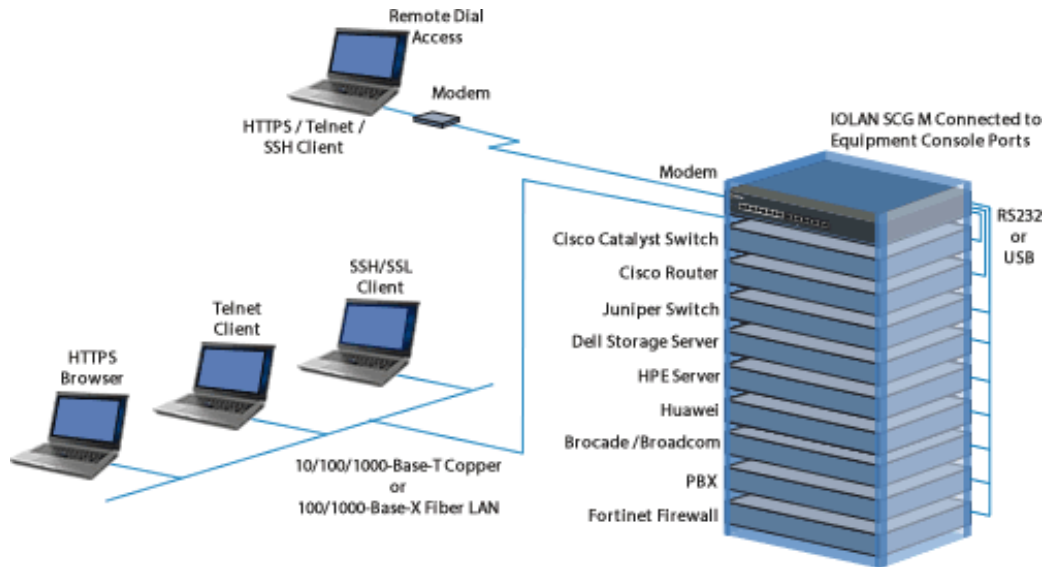 Remote Dial
Access
Modem
HTTPS / Telnet /
SSH Client
IOLAN SCG M Connected to
Equipment Console Ports
Modem
RS232
or
USB
Cisco Catalyst Switch
Cisco Router
Juniper Switch
Dell Storage Server
HPE Server
Huawei
Brocade /Broadcom
PBX
Fortinet Firewall
SSH/SSL
Client
Telnet
Client
HTTPS
Browser
10/100/1000-Base-T Copper
or
100/1000-Base-X Fiber LAN